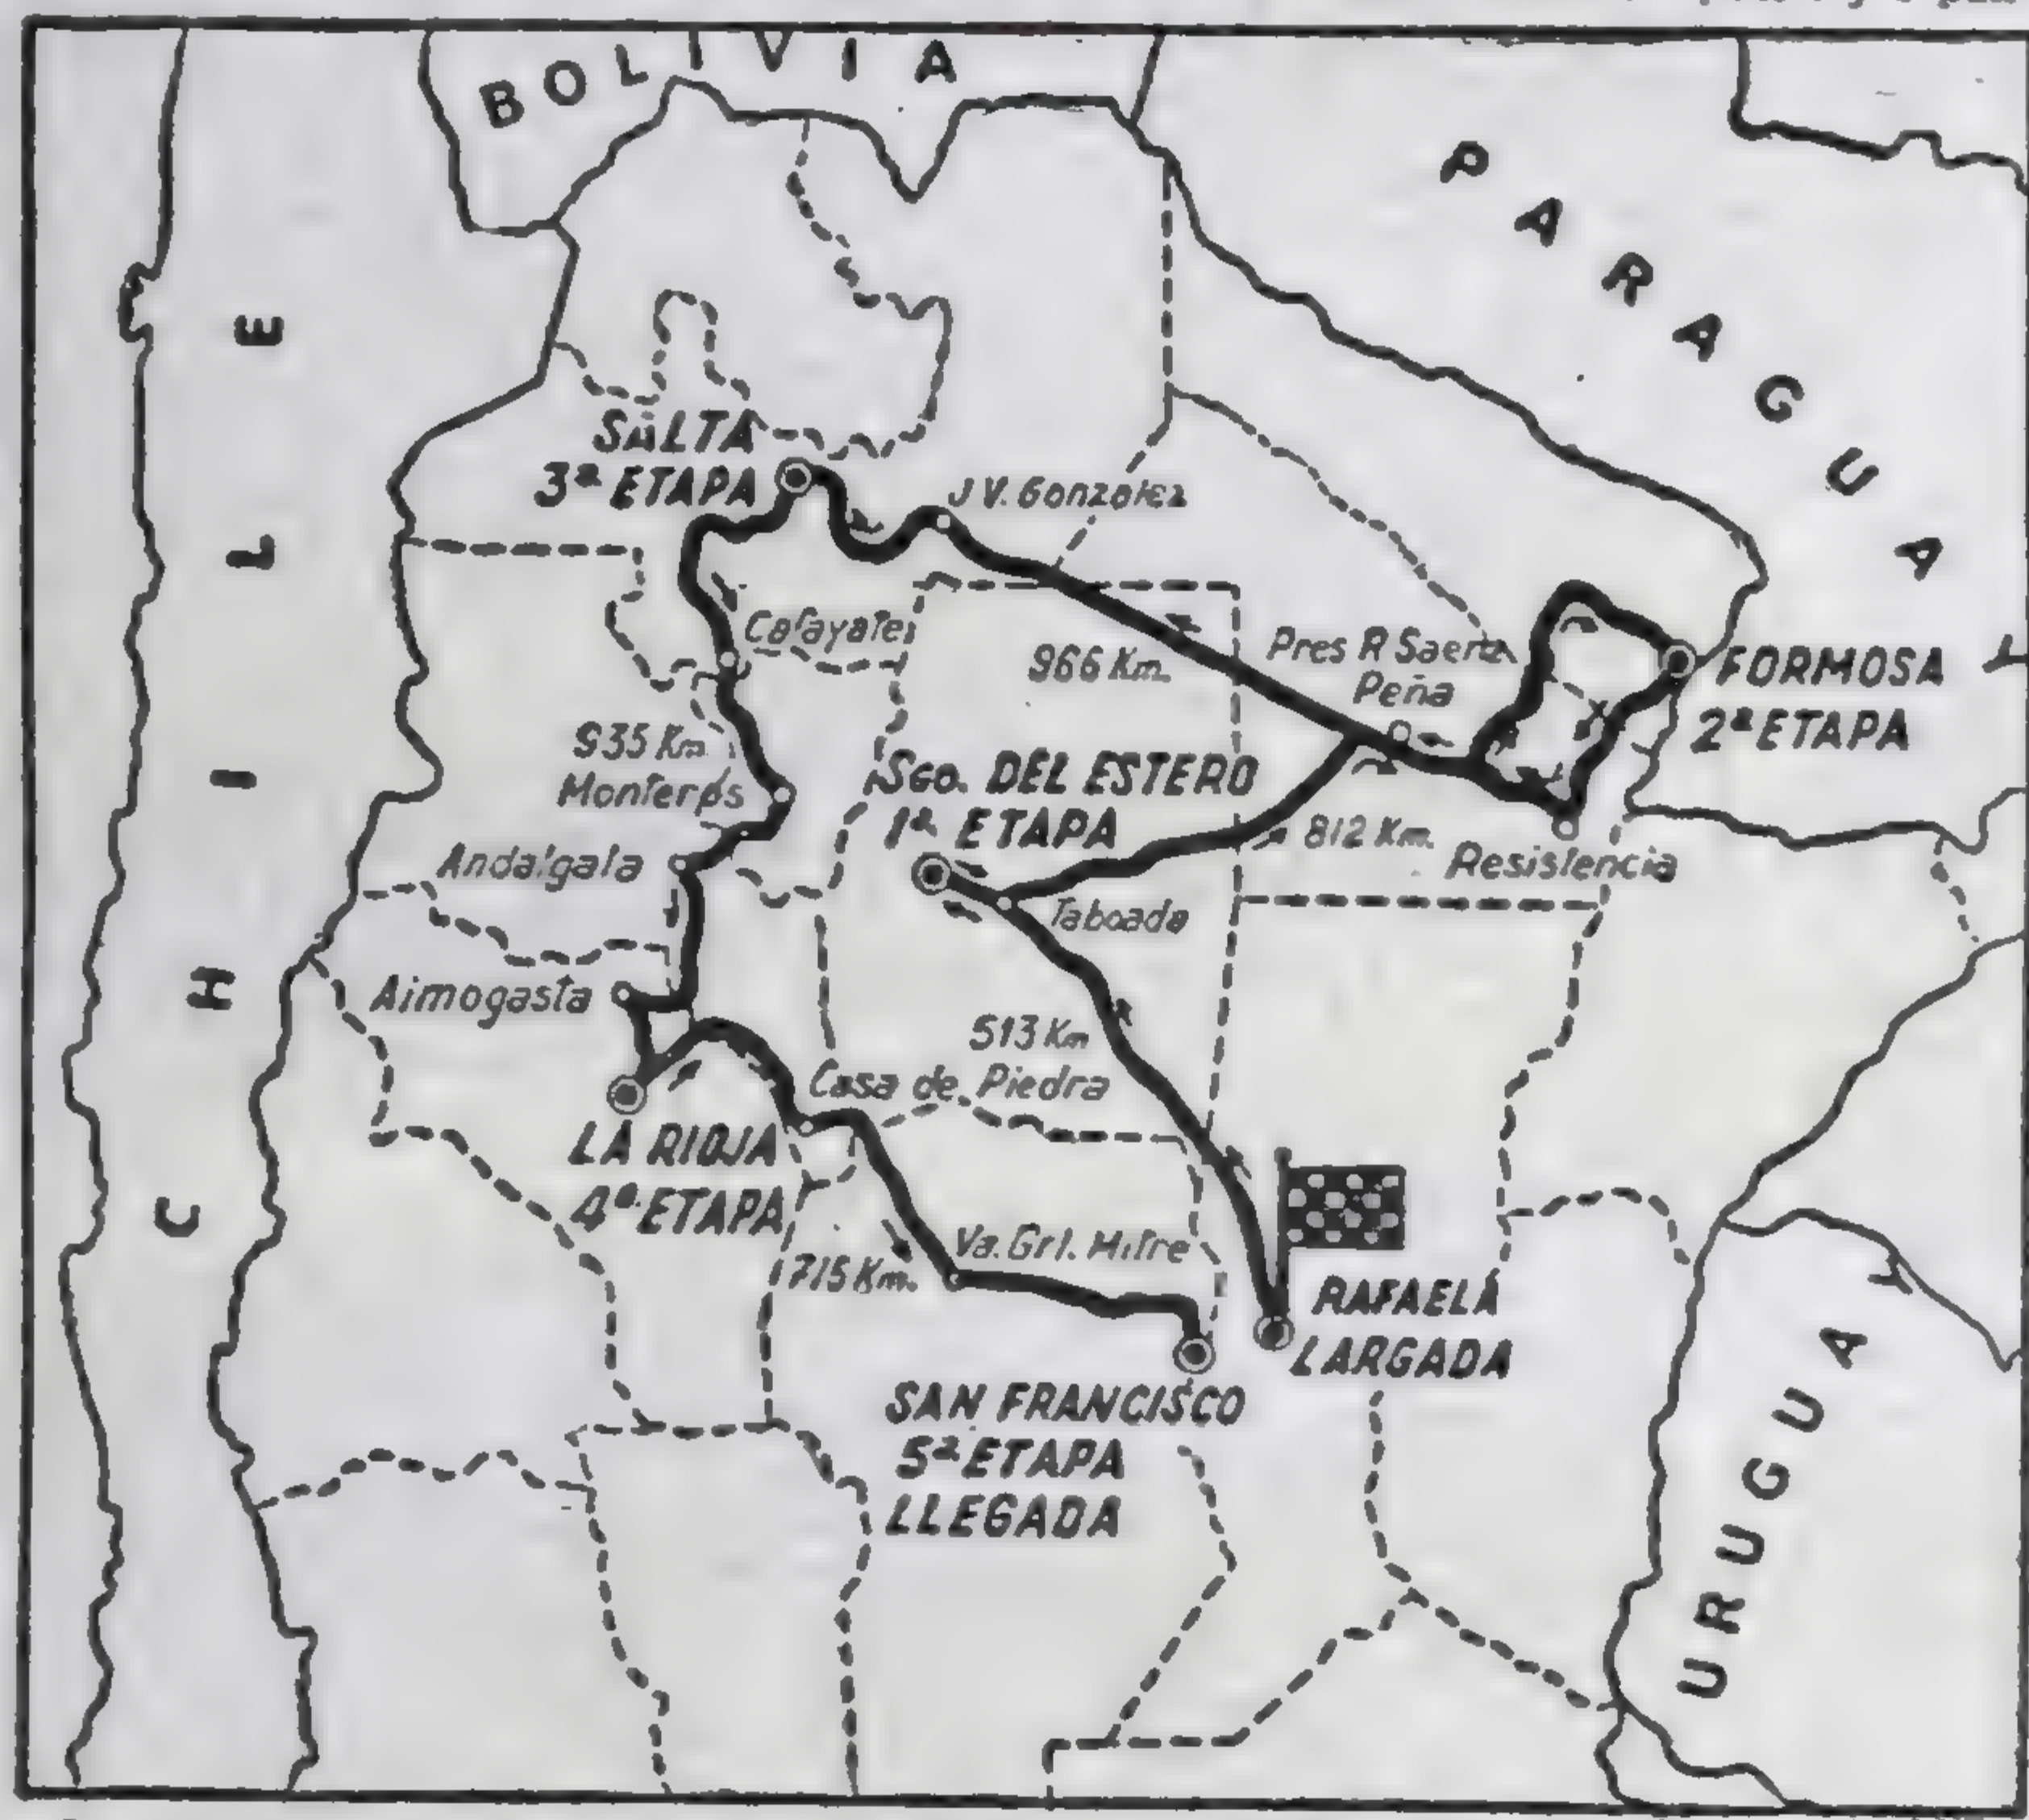 BOLIVIA
PARAGUAY
CHILE
SALTA
3ª ETAPA
J V. Gonzalez
Cafayate
966 Km.
Pres R Saenz
Peña
FORMOSA
2ª ETAPA
935 Km
Monteros
SGO. DEL ESTERO
1ª ETAPA
812 Km.
Resistencia
Andalgala
Taboada
Aimogasta
513 Km
Casa de Piedra
LA RIOJA
4ª ETAPA
Va. Grl. Mitre
715 Km.
RAFAELA
LARGADA
SAN FRANCISCO
5ª ETAPA
LLEGADA
URUGUA